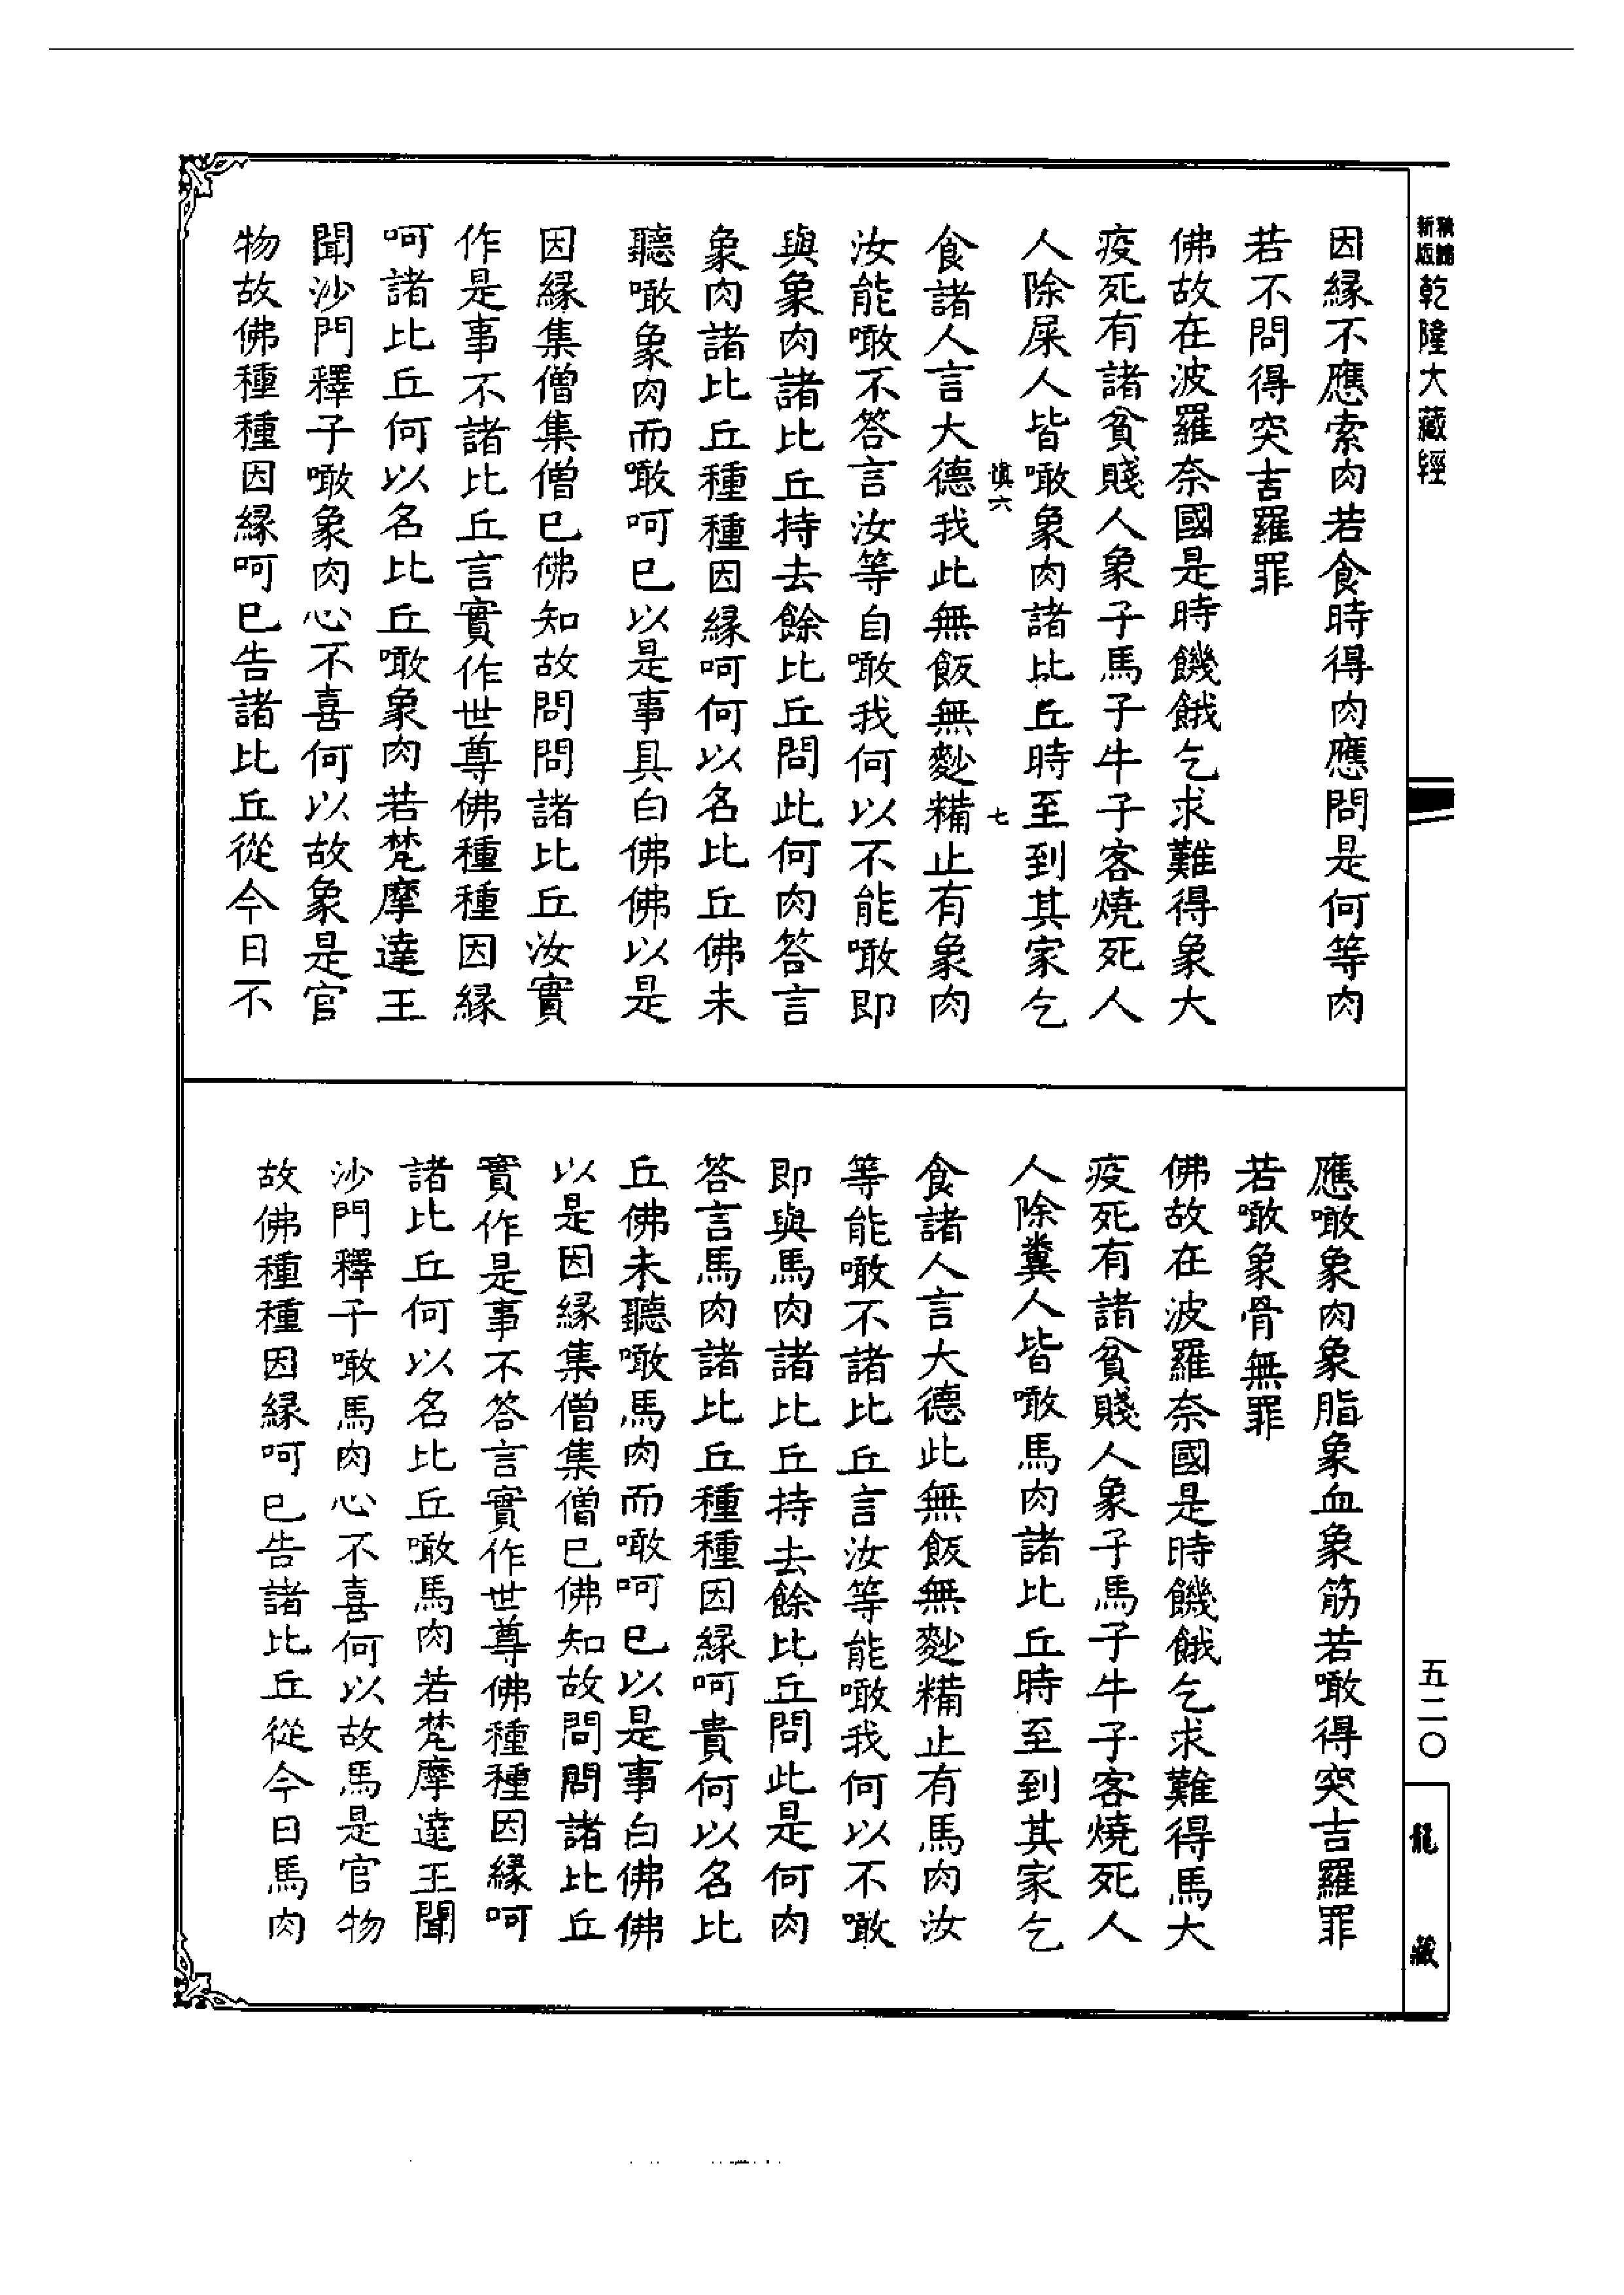 新版
精縮
乾隆大藏經
因緣不應索肉若食時得肉應問是何等肉
若不問得突吉羅罪
佛故在波羅奈國是時饑餓乞求難得象大
疫死有諸貧賤人象子馬子牛子客燒死人
人除屎人皆噉象肉諸比丘時至到其家乞
慎六
七
食諸人言大德我此無飯無麨糒止有象肉
汝能噉不答言汝等自噉我何以不能噉即
與象肉諸比丘持去餘比丘問此何肉答言
象肉諸比丘種種因緣呵何以名比丘佛未
聽噉象肉而噉呵已以是事具白佛佛以是
因緣集僧集僧已佛知故問問諸比丘汝實
作是事不諸比丘言實作世尊佛種種因緣
呵諸比丘何以名比丘噉象肉若梵摩達王
聞沙門釋子噉象肉心不喜何以故象是官
物故佛種種因緣呵已告諸比丘從今日不
應噉象肉象脂象血象筋若噉得突吉羅罪
若噉象骨無罪
佛故在波羅奈國是時饑餓乞求難得馬大
疫死有諸貧賤人象子馬子牛子客燒死人
人除糞人皆噉馬肉諸比丘時至到其家乞
食諸人言大德此無飯無麨糒止有馬肉汝
等能噉不諸比丘言汝等能噉我何以不噉
即與馬肉諸比丘持去餘比丘問此是何肉
答言馬肉諸比丘種種因緣呵責何以名比
丘佛未聽噉馬肉而噉呵已以是事白佛佛
以是因緣集僧集僧已佛知故問問諸比丘
實作是事不答言實作世尊佛種種因緣呵
諸比丘何以名比丘噉馬肉若梵摩達王聞
沙門釋子噉馬肉心不喜何以故馬是官物
故佛種種因緣呵已告諸比丘從今日馬肉
五二〇
龍藏